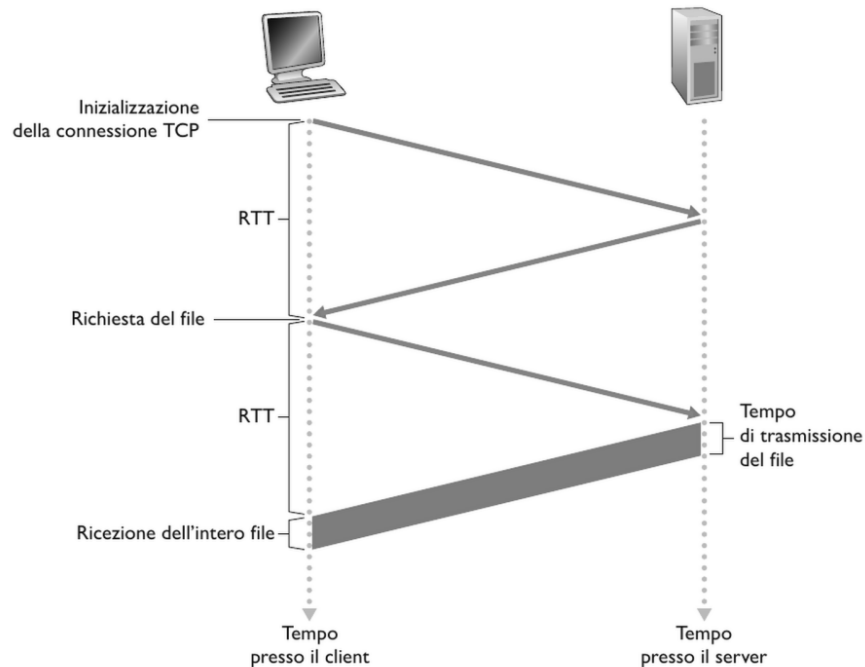 Inizializzazione
della connessione TCP
RTT
Richiesta del file
RTT
Tempo
di trasmissione
del file
Ricezione dell'intero file
Tempo
presso il client
Tempo
presso il server